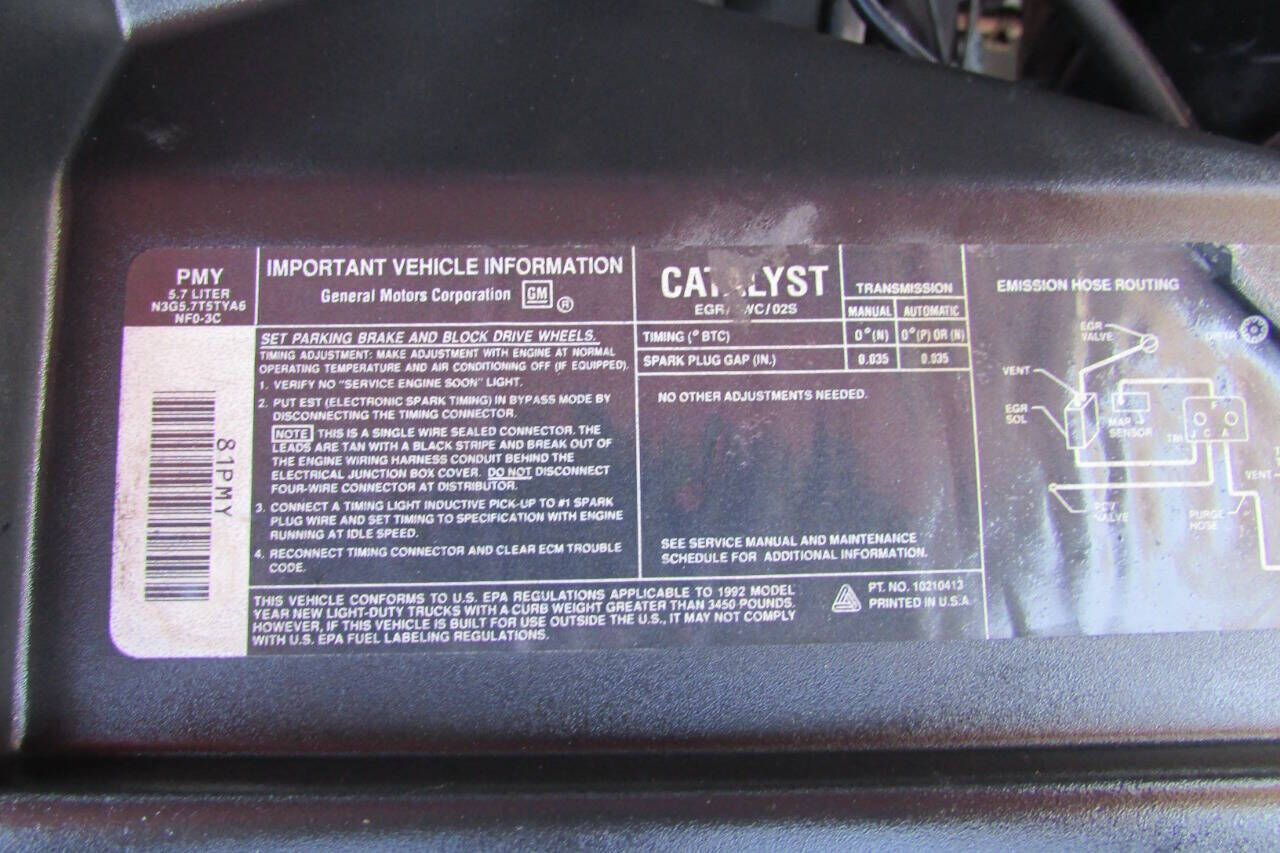 PMY
5.7 LITER
N3G5.7T5TYA6
NF0-3C
81PMY
IMPORTANT VEHICLE INFORMATION
General Motors Corporation GM ®
SET PARKING BRAKE AND BLOCK DRIVE WHEELS.
TIMING ADJUSTMENT: MAKE ADJUSTMENT WITH ENGINE AT NORMAL
OPERATING TEMPERATURE AND AIR CONDITIONING OFF (IF EQUIPPED).
1. VERIFY NO "SERVICE ENGINE SOON" LIGHT.
2. PUT EST (ELECTRONIC SPARK TIMING) IN BYPASS MODE BY
DISCONNECTING THE TIMING CONNECTOR.
NOTE THIS IS A SINGLE WIRE SEALED CONNECTOR. THE
LEADS ARE TAN WITH A BLACK STRIPE AND BREAK OUT OF
THE ENGINE WIRING HARNESS CONDUIT BEHIND THE
ELECTRICAL JUNCTION BOX COVER. DO NOT DISCONNECT
FOUR-WIRE CONNECTOR AT DISTRIBUTOR.
3. CONNECT A TIMING LIGHT INDUCTIVE PICK-UP TO #1 SPARK
PLUG WIRE AND SET TIMING TO SPECIFICATION WITH ENGINE
RUNNING AT IDLE SPEED.
4. RECONNECT TIMING CONNECTOR AND CLEAR ECM TROUBLE
CODE.
CATALYST
EGR/ WC/02S
TRANSMISSION
MANUAL AUTOMATIC
TIMING (° BTC) 0°(N) 0°(P) OR (N)
SPARK PLUG GAP (IN.) 0.035 0.035
NO OTHER ADJUSTMENTS NEEDED.
SEE SERVICE MANUAL AND MAINTENANCE
SCHEDULE FOR ADDITIONAL INFORMATION.
THIS VEHICLE CONFORMS TO U.S. EPA REGULATIONS APPLICABLE TO 1992 MODEL
YEAR NEW LIGHT-DUTY TRUCKS WITH A CURB WEIGHT GREATER THAN 3450 POUNDS.
HOWEVER, IF THIS VEHICLE IS BUILT FOR USE OUTSIDE THE U.S., IT MAY NOT COMPLY
WITH U.S. EPA FUEL LABELING REGULATIONS.
PT. NO. 10210413
PRINTED IN U.S.A.
EMISSION HOSE ROUTING
EGR
VALVE
VENT
EGR
SOL
MAP
SENSOR
F
J C A
PCV
VALVE
PURGE
HOSE
VENT